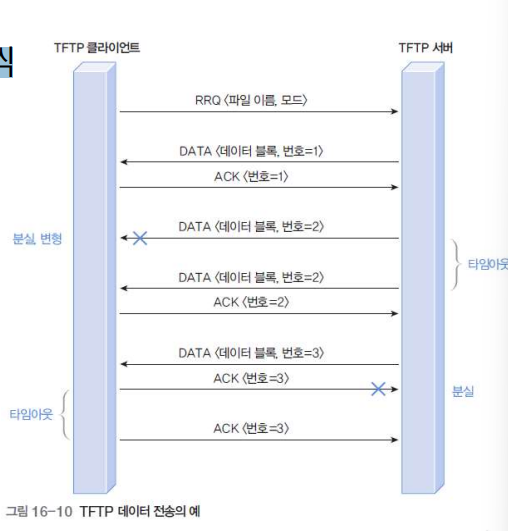 식
TFTP 클라이언트
TFTP 서버
RRQ 〈파일 이름, 모드〉
DATA 〈데이터 블록, 번호=1〉
ACK 〈번호=1〉
분실, 변형
DATA 〈데이터 블록, 번호=2〉
타임아웃
DATA 〈데이터 블록, 번호=2〉
ACK 〈번호=2〉
DATA 〈데이터 블록, 번호=3〉
ACK 〈번호=3〉
분실
타임아웃
ACK 〈번호=3〉
그림 16-10 TFTP 데이터 전송의 예